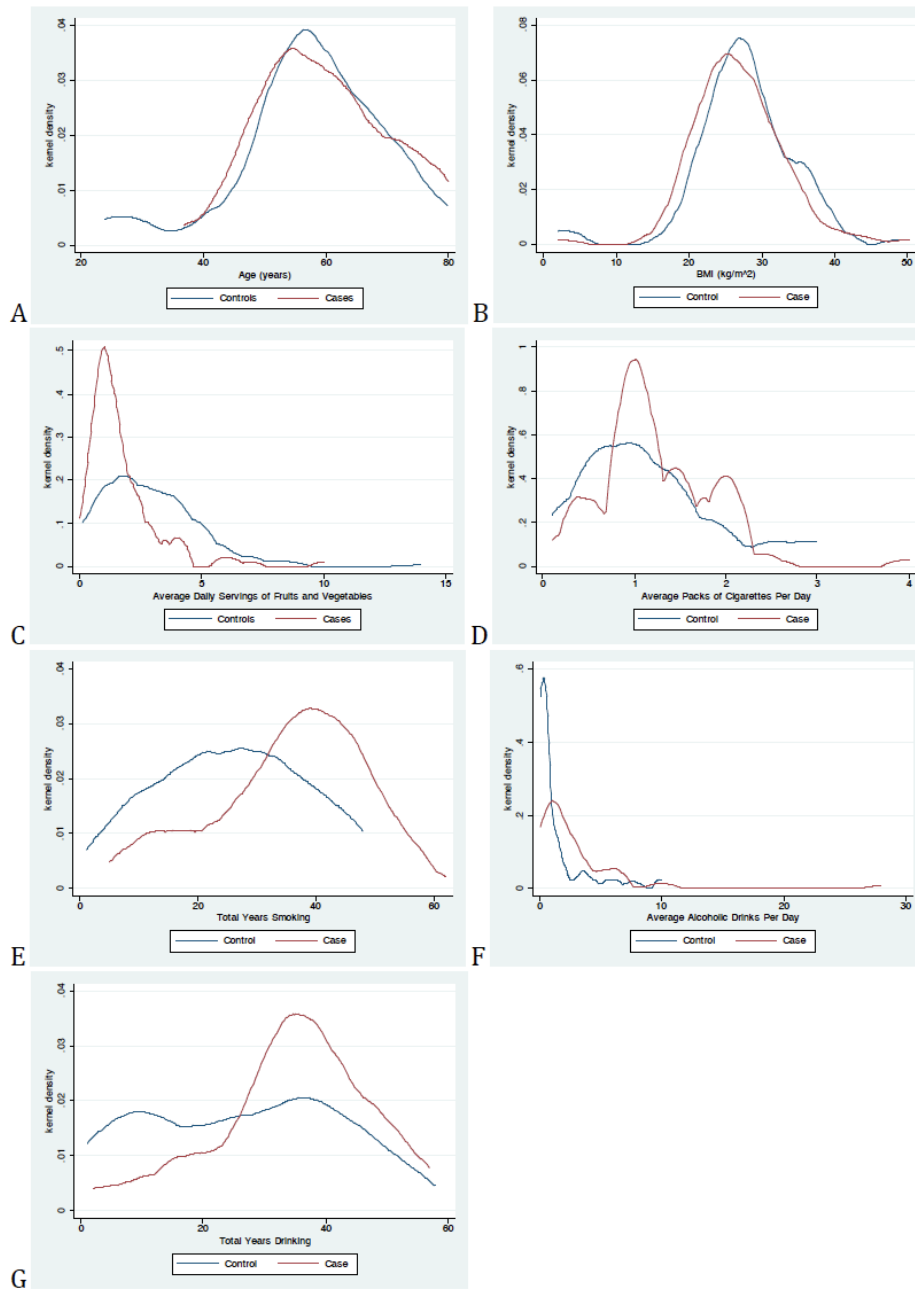 .04
.03
.02
.01
0
kernel density
20 40 60 80
Age (years)
Controls Cases
A
.08
.06
.04
.02
0
kernel density
0 10 20 30 40 50
BMI (kg/m^2)
Control Case
B
.5
.4
.3
.2
.1
0
kernel density
0 5 10 15
Average Daily Servings of Fruits and Vegetables
Controls Cases
C
1
.8
.6
.4
.2
0
kernel density
0 1 2 3 4
Average Packs of Cigarettes Per Day
Control Case
D
.04
.03
.02
.01
0
kernel density
0 20 40 60
Total Years Smoking
Control Case
E
.6
.4
.2
0
kernel density
0 10 20 30
Average Alcoholic Drinks Per Day
Control Case
F
.04
.03
.02
.01
0
kernel density
0 20 40 60
Total Years Drinking
Control Case
G